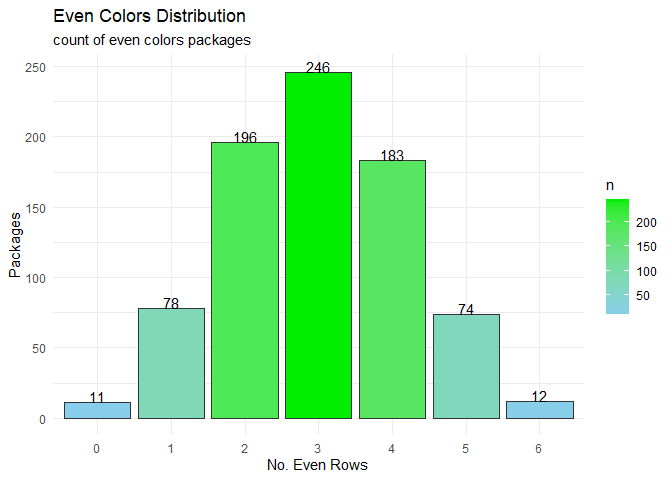 Even Colors Distribution
count of even colors packages
250
200
150
100
50
0
Packages
11
78
196
246
183
74
12
0 1 2 3 4 5 6
No. Even Rows
n
200
150
100
50